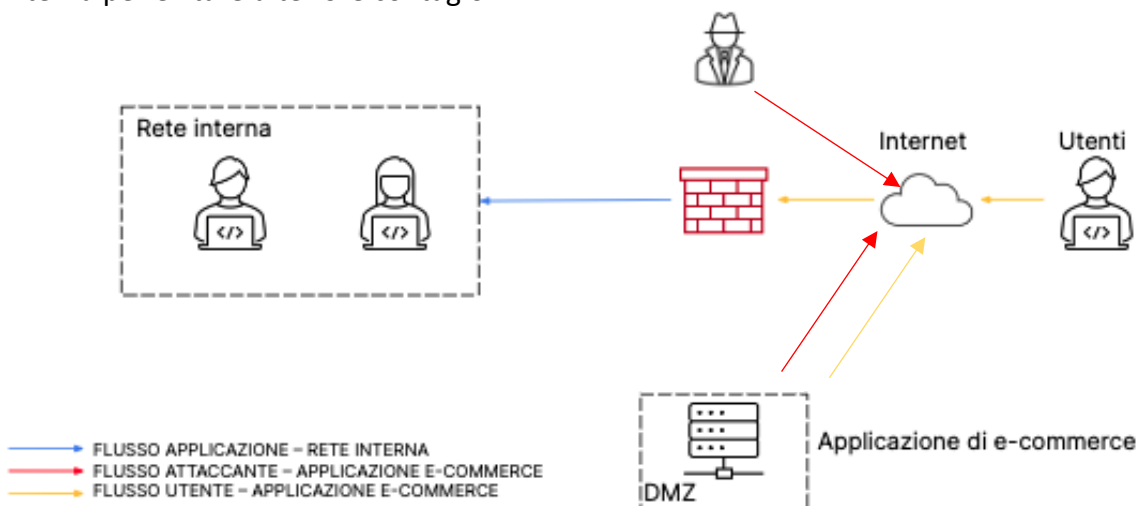 Rete interna
Internet
Utenti
Applicazione di e-commerce
DMZ
FLUSSO APPLICAZIONE – RETE INTERNA
FLUSSO ATTACCANTE – APPLICAZIONE E-COMMERCE
FLUSSO UTENTE – APPLICAZIONE E-COMMERCE